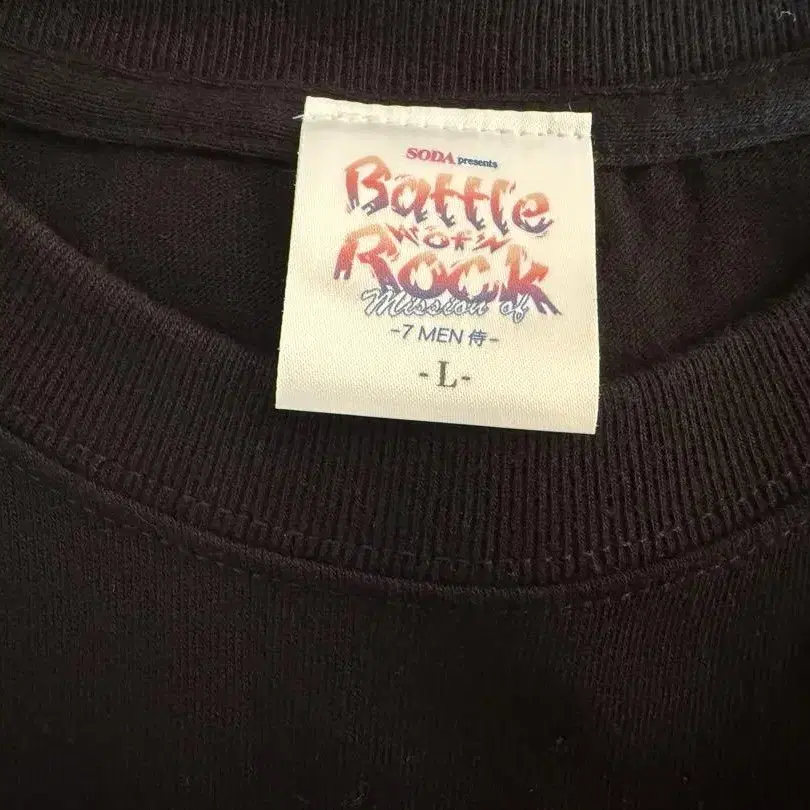 SODA presents
Battle
of
Rock
Mission of
-7 MEN 侍-
- L -